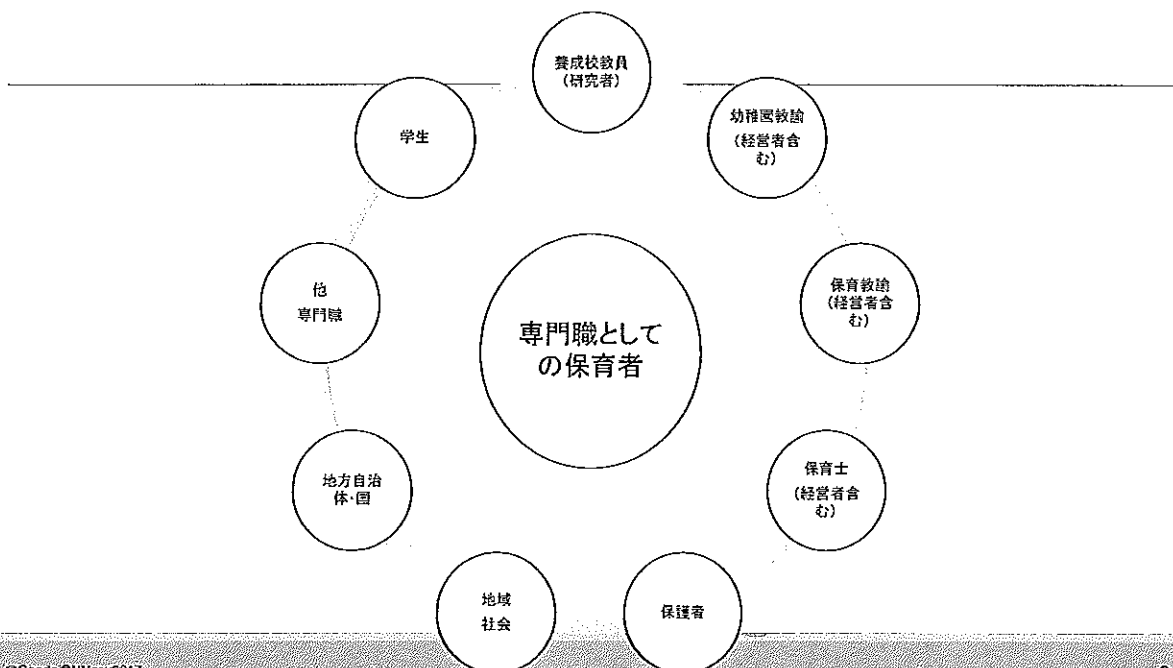 養成校教員
(研究者)
幼稚園教諭
(経営者含
む)
保育教諭
(経営者含
む)
保育士
(経営者含
む)
保護者
地域
社会
地方自治
体・国
他
専門職
学生
専門職として
の保育者